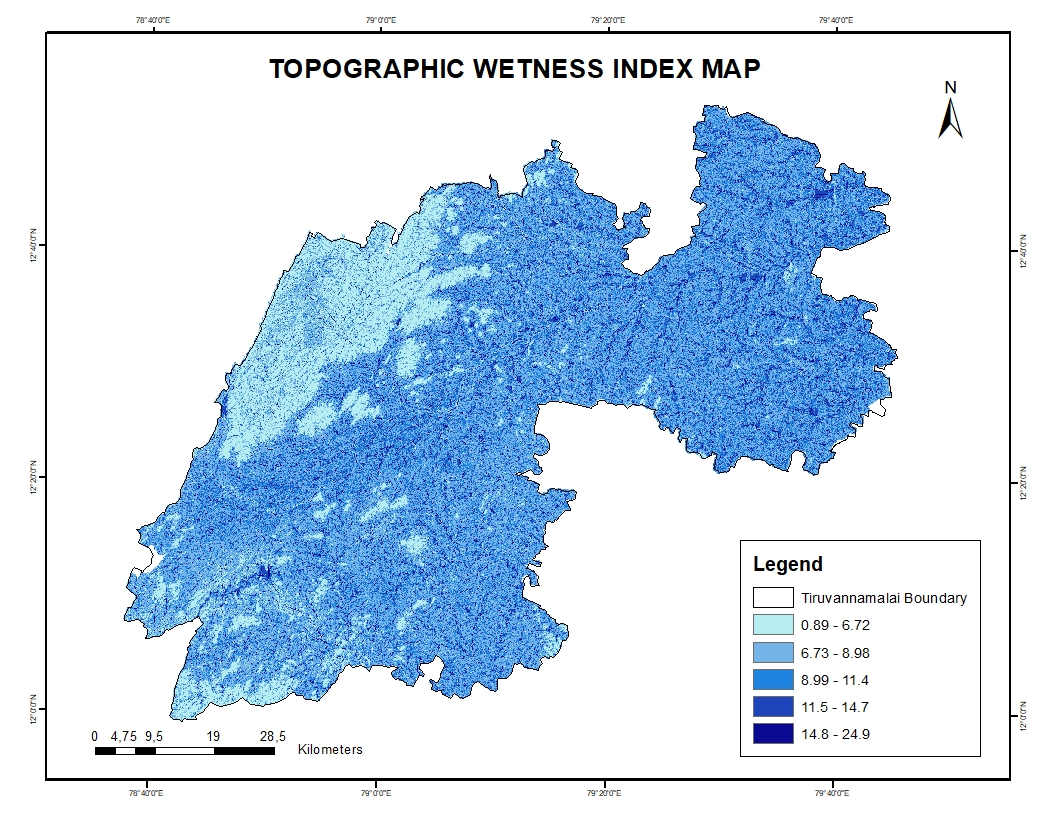 78°40'0"E 79°0'0"E 79°20'0"E 79°40'0"E
TOPOGRAPHIC WETNESS INDEX MAP
N
12°40'0"N
12°40'0"N
12°20'0"N
12°20'0"N
12°0'0"N
12°0'0"N
Legend
Tiruvannamalai Boundary
0.89 - 6.72
6.73 - 8.98
8.99 - 11.4
11.5 - 14.7
14.8 - 24.9
0 4,75 9,5 19 28,5
Kilometers
78°40'0"E 79°0'0"E 79°20'0"E 79°40'0"E